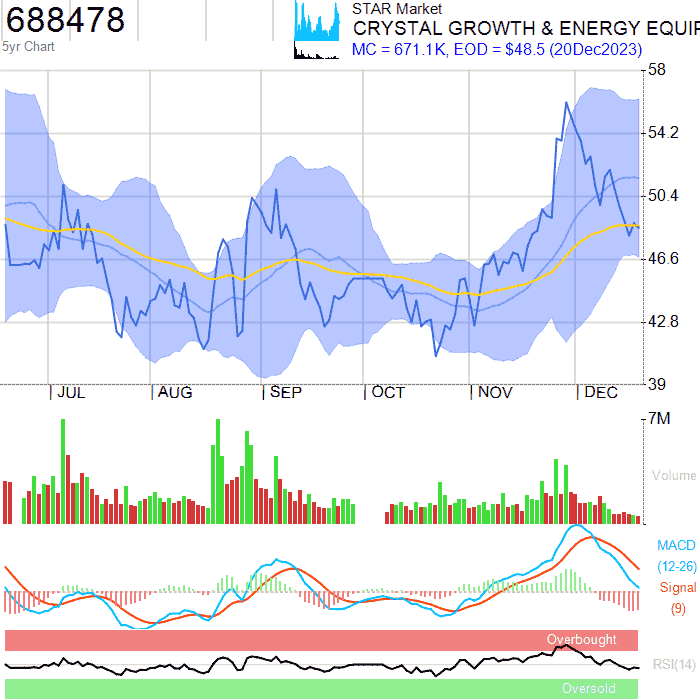 688478
5yr Chart
STAR Market
CRYSTAL GROWTH & ENERGY EQUIP
MC = 671.1K, EOD = $48.5 (20Dec2023)
58
54.2
50.4
46.6
42.8
39
JUL AUG SEP OCT NOV DEC
7M
Volume
MACD
(12-26)
Signal
(9)
Overbought
RSI(14)
Oversold